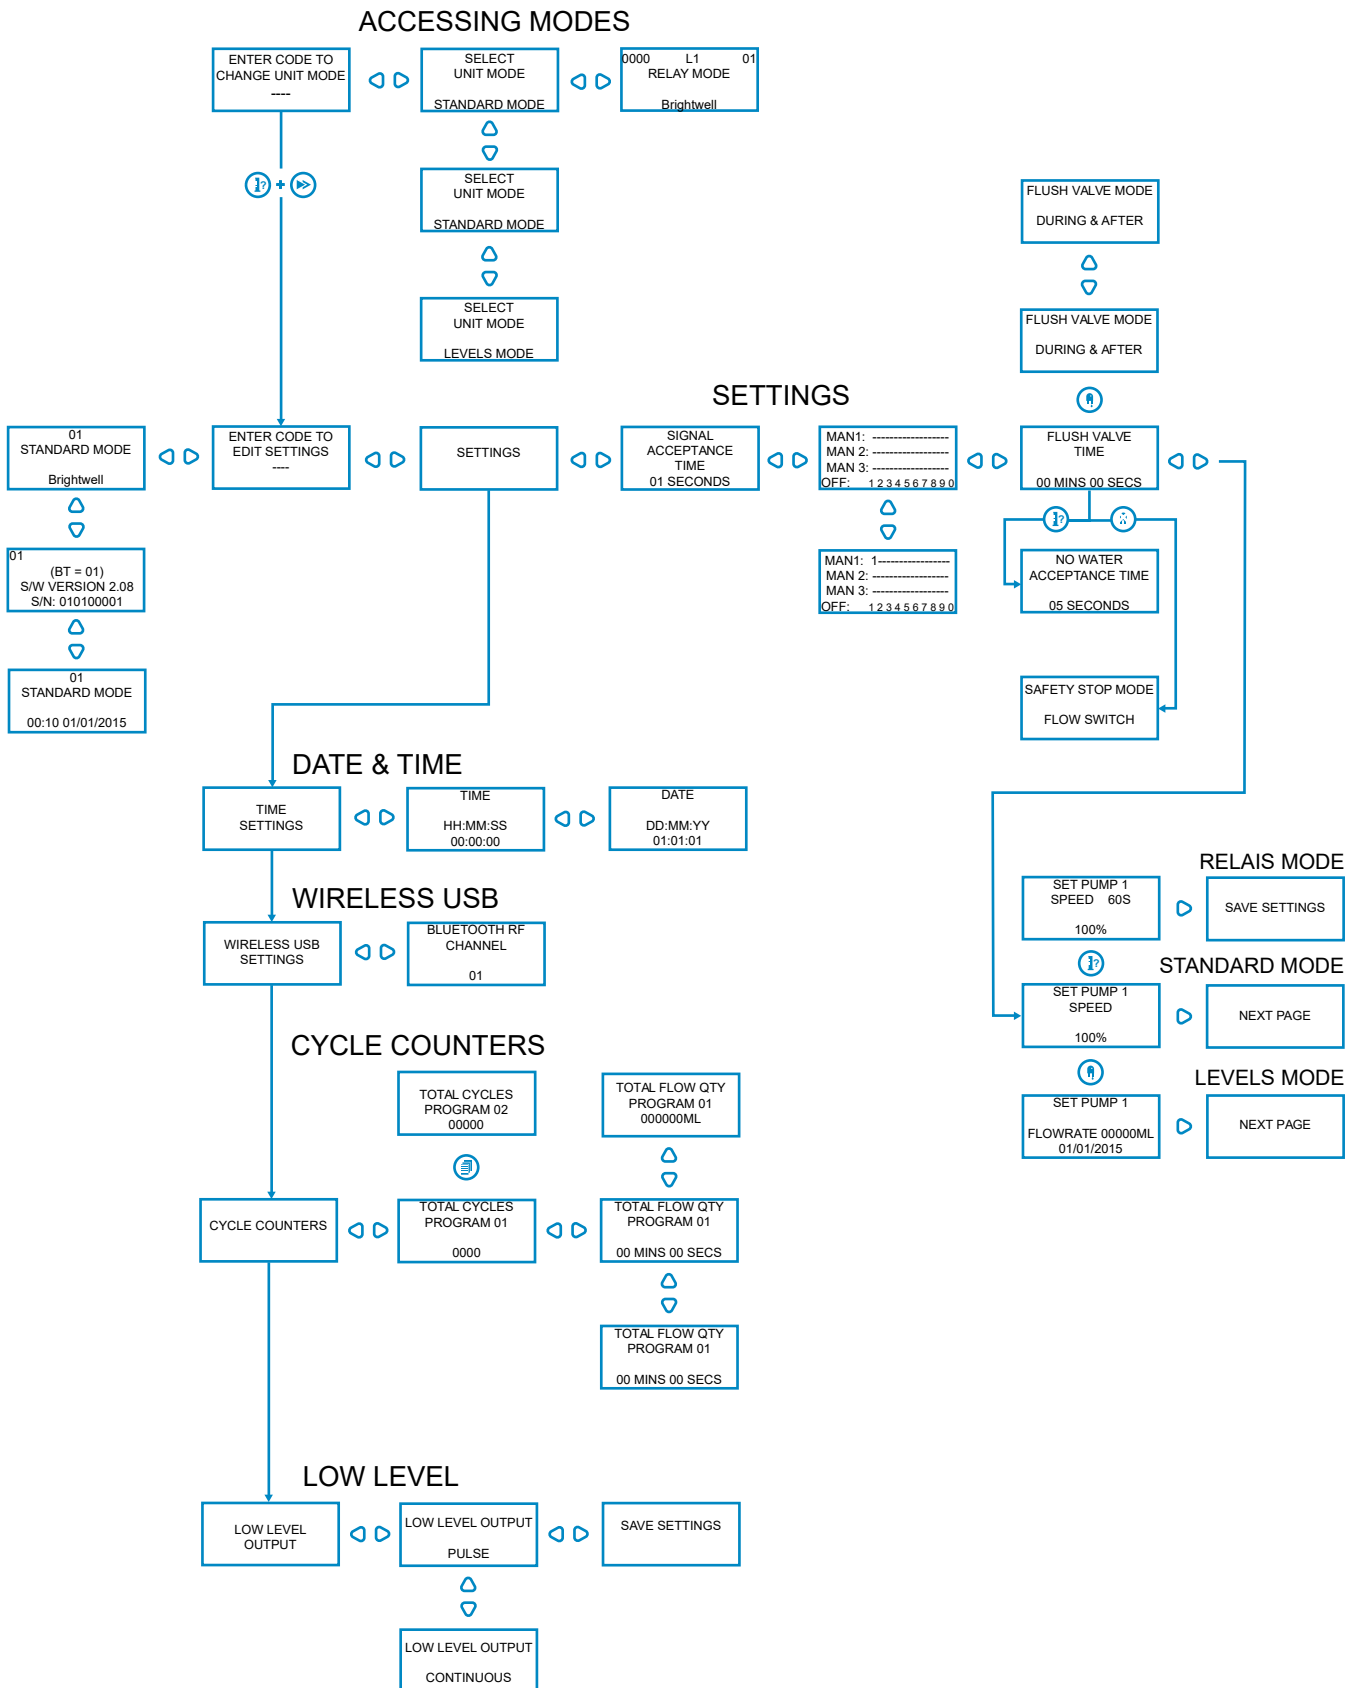 ACCESSING MODES
ENTER CODE TO
CHANGE UNIT MODE
----
SELECT
UNIT MODE
STANDARD MODE
0000 L1 01
RELAY MODE
Brightwell
SELECT
UNIT MODE
STANDARD MODE
SELECT
UNIT MODE
LEVELS MODE
FLUSH VALVE MODE
DURING & AFTER
FLUSH VALVE MODE
DURING & AFTER
SETTINGS
01
STANDARD MODE
Brightwell
ENTER CODE TO
EDIT SETTINGS
----
SETTINGS
SIGNAL
ACCEPTANCE
TIME
01 SECONDS
MAN1: ------------------
MAN 2: ------------------
MAN 3: ------------------
OFF: 1 2 3 4 5 6 7 8 9 0
FLUSH VALVE
TIME
00 MINS 00 SECS
01
(BT = 01)
S/W VERSION 2.08
S/N: 010100001
MAN1: 1-----------------
MAN 2: ------------------
MAN 3: ------------------
OFF: 1 2 3 4 5 6 7 8 9 0
NO WATER
ACCEPTANCE TIME
05 SECONDS
01
STANDARD MODE
00:10 01/01/2015
SAFETY STOP MODE
FLOW SWITCH
DATE & TIME
TIME
SETTINGS
TIME
HH:MM:SS
00:00:00
DATE
DD:MM:YY
01:01:01
WIRELESS USB
WIRELESS USB
SETTINGS
BLUETOOTH RF
CHANNEL
01
RELAIS MODE
SET PUMP 1
SPEED 60S
100%
SAVE SETTINGS
STANDARD MODE
SET PUMP 1
SPEED
100%
NEXT PAGE
LEVELS MODE
SET PUMP 1
FLOWRATE 00000ML
01/01/2015
NEXT PAGE
CYCLE COUNTERS
TOTAL CYCLES
PROGRAM 02
00000
TOTAL FLOW QTY
PROGRAM 01
000000ML
CYCLE COUNTERS
TOTAL CYCLES
PROGRAM 01
0000
TOTAL FLOW QTY
PROGRAM 01
00 MINS 00 SECS
TOTAL FLOW QTY
PROGRAM 01
00 MINS 00 SECS
LOW LEVEL
LOW LEVEL
OUTPUT
LOW LEVEL OUTPUT
PULSE
SAVE SETTINGS
LOW LEVEL OUTPUT
CONTINUOUS